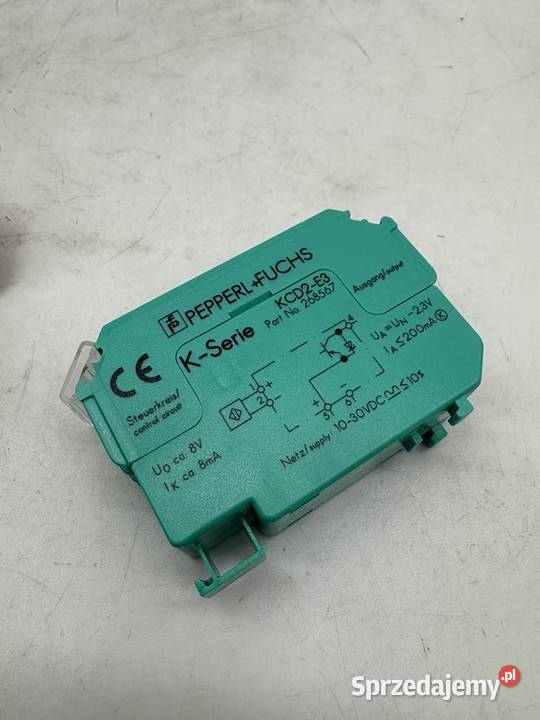 PEPPERL+FUCHS
K-Serie
KCD2-E3
Part No. 268567
CE
Steuerkreis/
control circuit
Ausgang/output
1
+
2
-
4
5
+
6
-
U0 ca. 8V
IK ca. 8mA
UA=UN-2.3V
IA≤200mA K
Netz/supply: 10-30VDC ≤10%
Sprzedajemy.pl